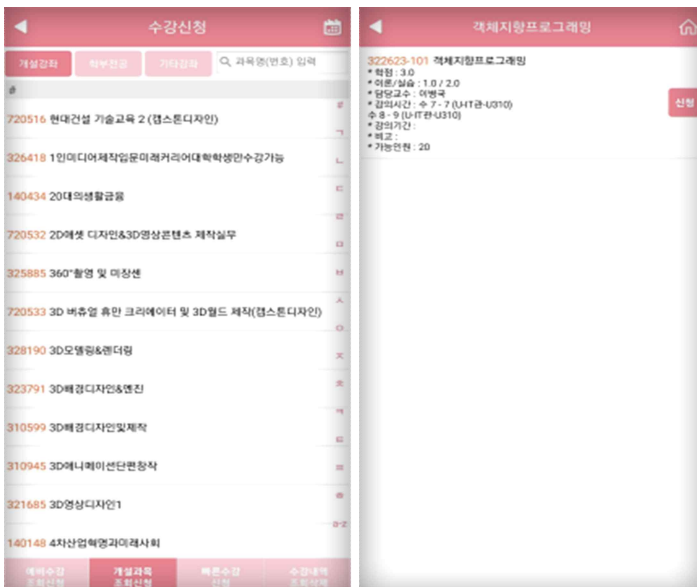 수강신청
개설강좌 학부전공 기타강좌 과목명(번호) 입력
#
720516 현대건설 기술교육 2 (캡스톤디자인)
326418 1인미디어제작입문미래커리어대학학생만수강가능
140434 20대의생활금융
720532 2D에셋 디자인&3D영상콘텐츠 제작실무
325885 360°촬영 및 미장센
720533 3D 버츄얼 휴먼 크리에이터 및 3D월드 제작(캡스톤디자인)
328190 3D모델링&렌더링
323791 3D배경디자인&엔진
310599 3D배경디자인및제작
310945 3D애니메이션단편창작
321685 3D영상디자인1
140148 4차산업혁명과미래사회
#
ㄱ
ㄴ
ㄷ
ㄹ
ㅁ
ㅂ
ㅅ
ㅇ
ㅈ
ㅊ
ㅋ
ㅌ
ㅍ
ㅎ
a-z
예비수강 개설과목 빠른수강 수강내역
조회신청 조회신청 신청 조회삭제
객체지향프로그래밍
322623-101 객체지향프로그래밍
* 학점 : 3.0
* 이론/실습 : 1.0 / 2.0
* 담당교수 : 이병국
* 강의시간 : 수 7 - 7 (U-IT관-U310)
수 8 - 9 (U-IT관-U310)
* 강의기간 :
* 비고 :
* 가능인원 : 20
신청